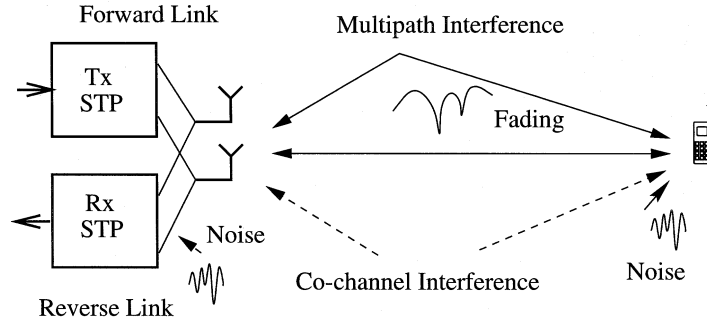 Forward Link
Multipath Interference
Tx
STP
Fading
Rx
STP
Noise
Co-channel Interference
Noise
Reverse Link